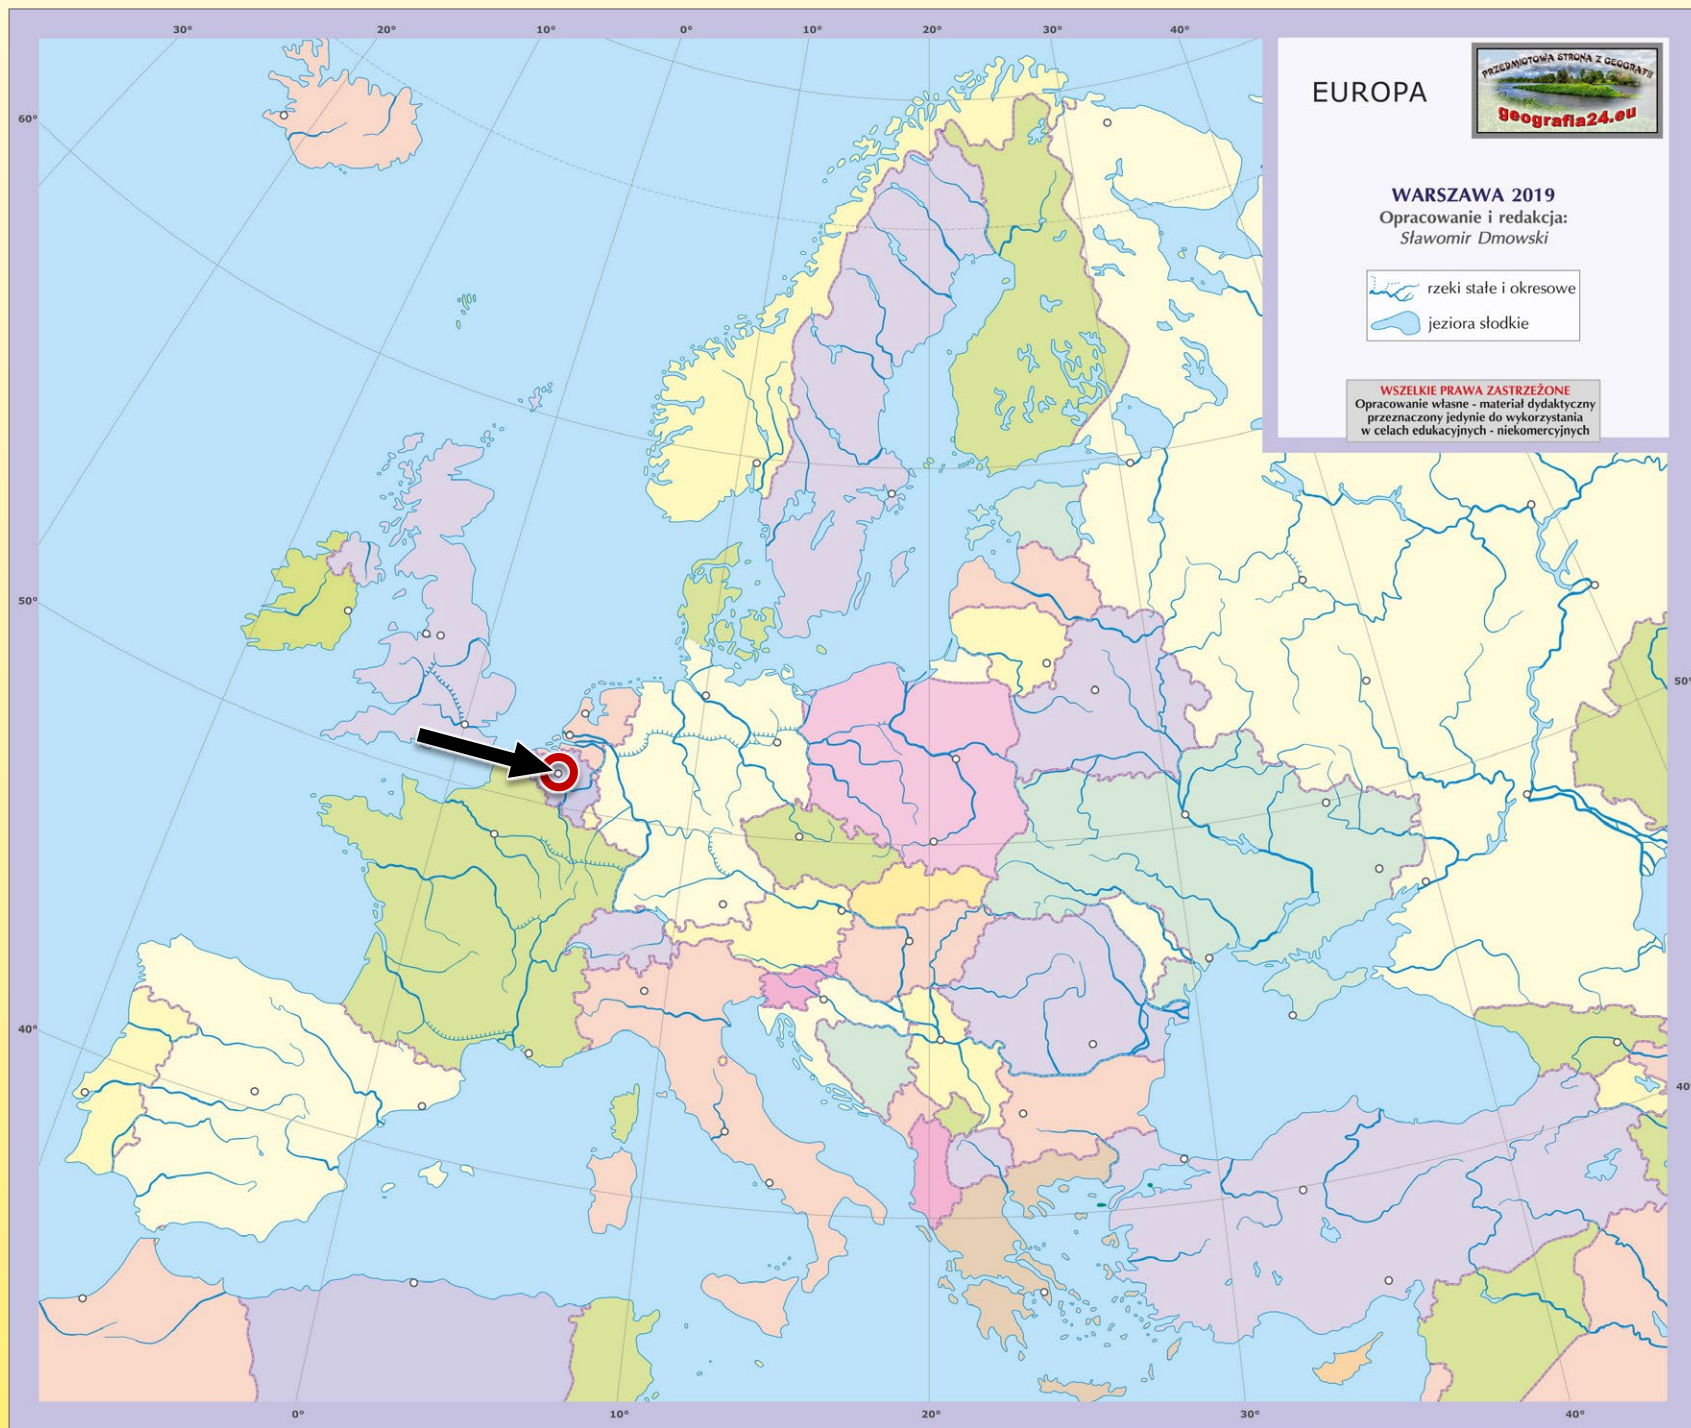 30°
20°
10°
0°
10°
20°
30°
40°
60°
50°
40°
50°
40°
0°
10°
20°
30°
40°
EUROPA
PRZEDMIOTOWA STRONA Z GEOGRAFII
geografia24.eu
WARSZAWA 2019
Opracowanie i redakcja:
Sławomir Dmowski
rzeki stałe i okresowe
jeziora słodkie
WSZELKIE PRAWA ZASTRZEŻONE
Opracowanie własne - materiał dydaktyczny
przeznaczony jedynie do wykorzystania
w celach edukacyjnych - niekomercyjnych